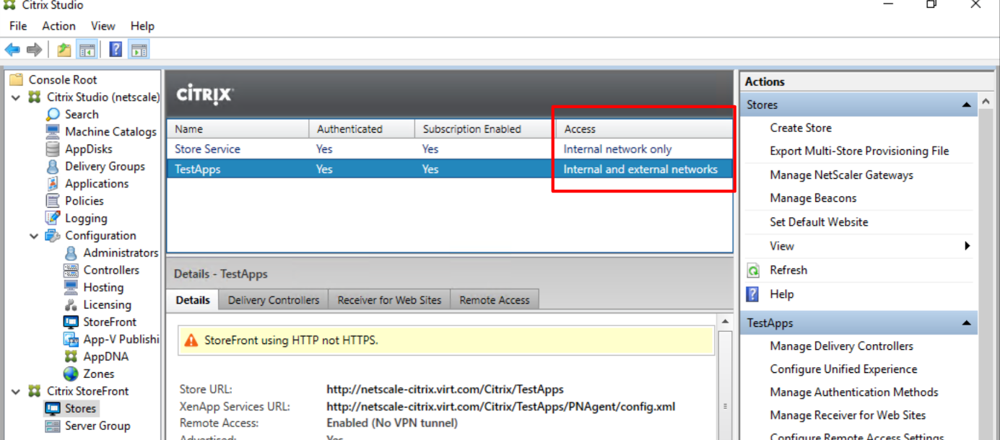 Citrix Studio
File Action View Help
Console Root
Citrix Studio (netscale)
Search
Machine Catalogs
AppDisks
Delivery Groups
Applications
Policies
Logging
Configuration
Administrators
Controllers
Hosting
Licensing
StoreFront
App-V Publishi
AppDNA
Zones
Citrix StoreFront
Stores
Server Group
CİTRIX
Name Authenticated Subscription Enabled Access
Store Service Yes Yes Internal network only
TestApps Yes Yes Internal and external networks
Details - TestApps
Details Delivery Controllers Receiver for Web Sites Remote Access
StoreFront using HTTP not HTTPS.
Store URL: http://netscale-citrix.virt.com/Citrix/TestApps
XenApp Services URL: http://netscale-citrix.virt.com/Citrix/TestApps/PNAgent/config.xml
Remote Access: Enabled (No VPN tunnel)
Advertised: Yes
Actions
Stores
Create Store
Export Multi-Store Provisioning File
Manage NetScaler Gateways
Manage Beacons
Set Default Website
View
Refresh
Help
TestApps
Manage Delivery Controllers
Configure Unified Experience
Manage Authentication Methods
Manage Receiver for Web Sites
Configure Remote Access Settings